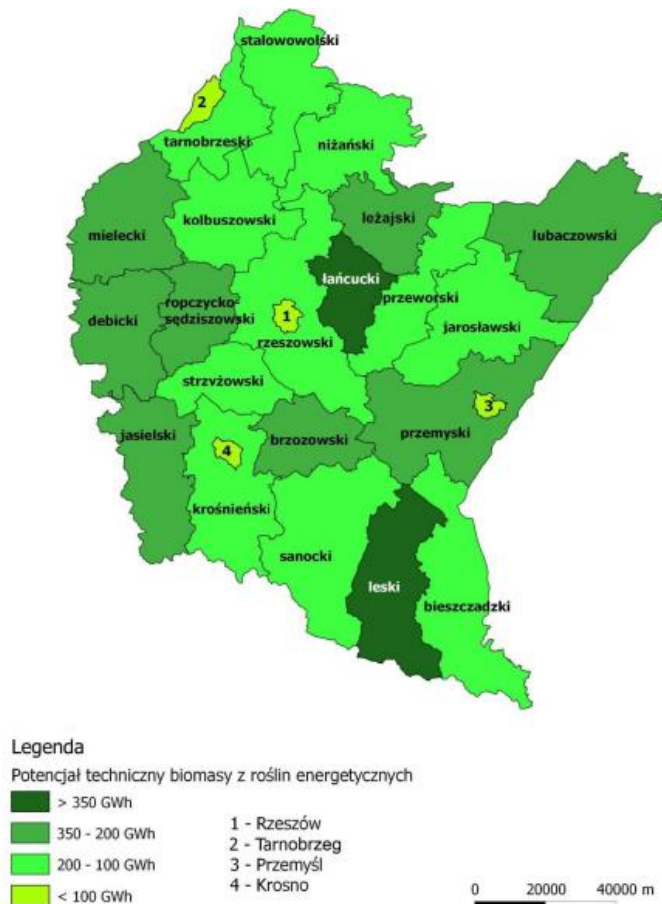 stalowowolski
2
tarnobrzeski
niżański
kolbuszowski
leżajski
mielecki
lubaczowski
łańcucki
ropczycko-
sędziszowski
przeworski
debicki
1
jarosławski
rzeszowski
strzyżowski
3
jasielski
brzozowski
przemyski
4
krośnieński
sanocki
leski
bieszczadzki
Legenda
Potencjał techniczny biomasy z roślin energetycznych
> 350 GWh
350 - 200 GWh
200 - 100 GWh
< 100 GWh
1 - Rzeszów
2 - Tarnobrzeg
3 - Przemyśl
4 - Krosno
0 20000 40000 m